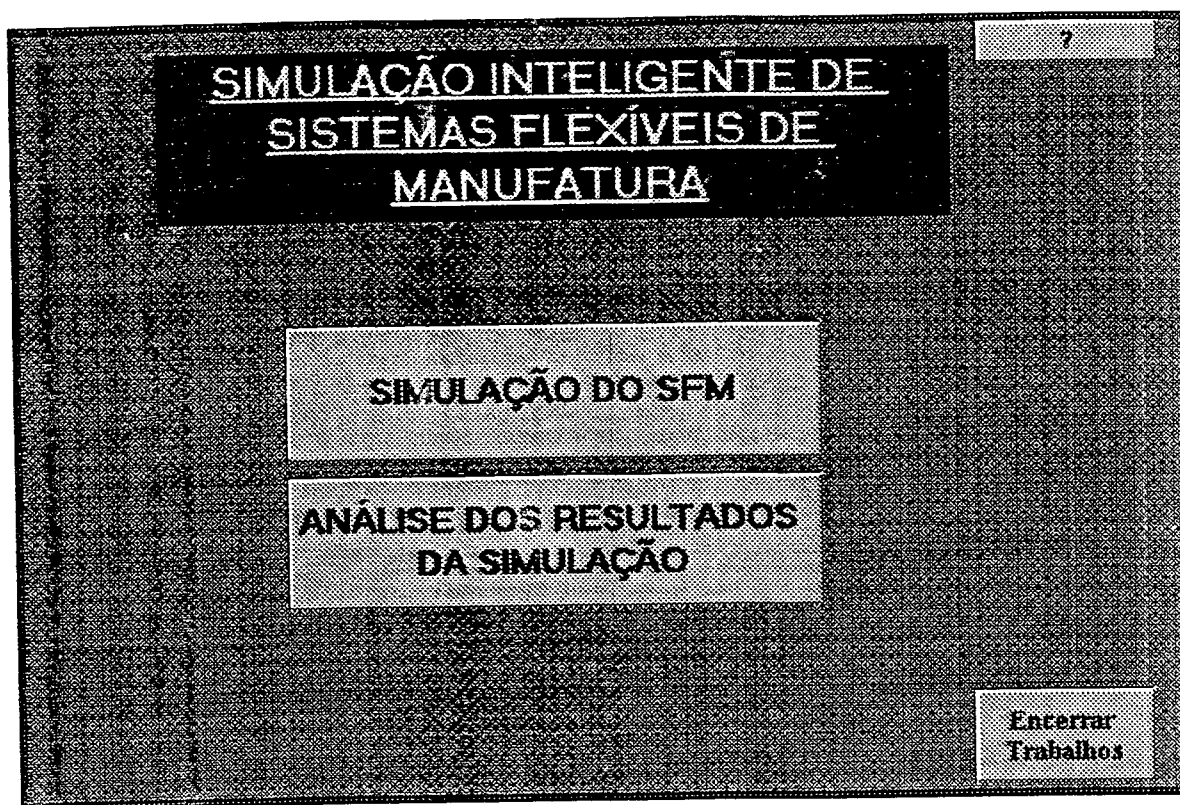 ?
SIMULAÇÃO INTELIGENTE DE
SISTEMAS FLEXÍVEIS DE
MANUFATURA
SIMULAÇÃO DO SFM
ANÁLISE DOS RESULTADOS
DA SIMULAÇÃO
Encerrar
Trabalhos